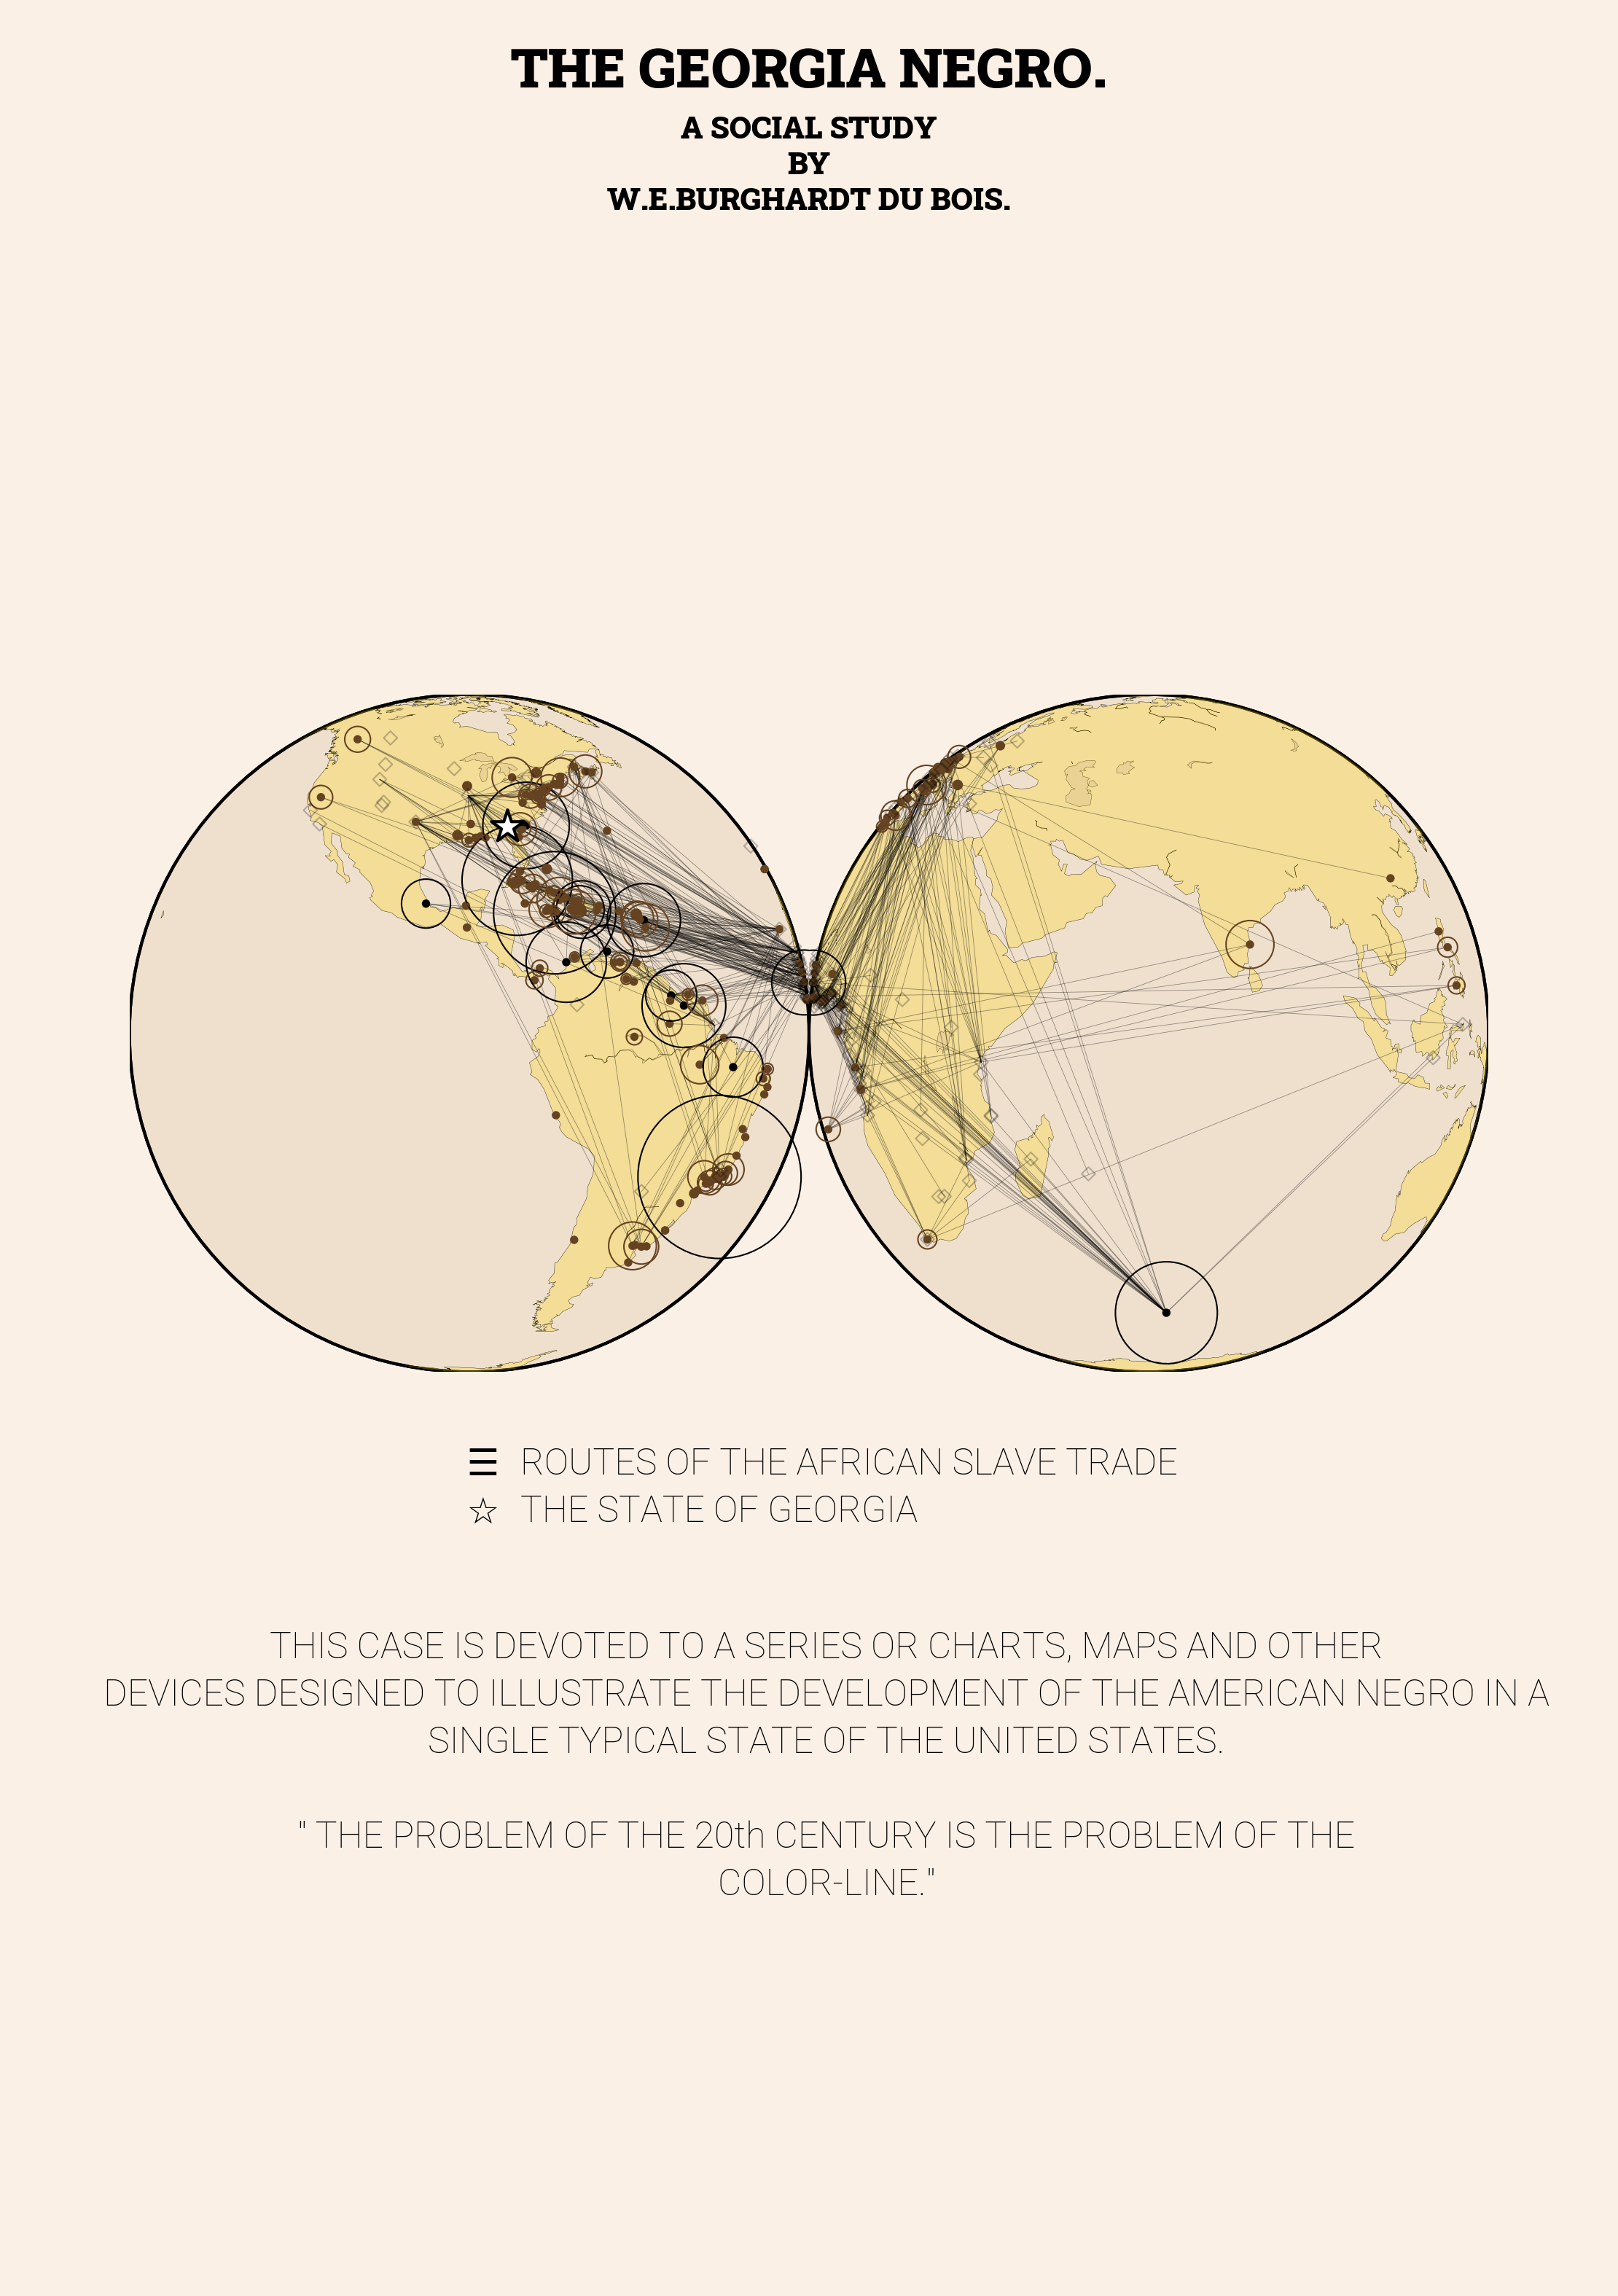 THE GEORGIA NEGRO.
A SOCIAL STUDY
BY
W.E.BURGHARDT DU BOIS.
ROUTES OF THE AFRICAN SLAVE TRADE
THE STATE OF GEORGIA
THIS CASE IS DEVOTED TO A SERIES OR CHARTS, MAPS AND OTHER
DEVICES DESIGNED TO ILLUSTRATE THE DEVELOPMENT OF THE AMERICAN NEGRO IN A
SINGLE TYPICAL STATE OF THE UNITED STATES.
" THE PROBLEM OF THE 20th CENTURY IS THE PROBLEM OF THE
COLOR-LINE."